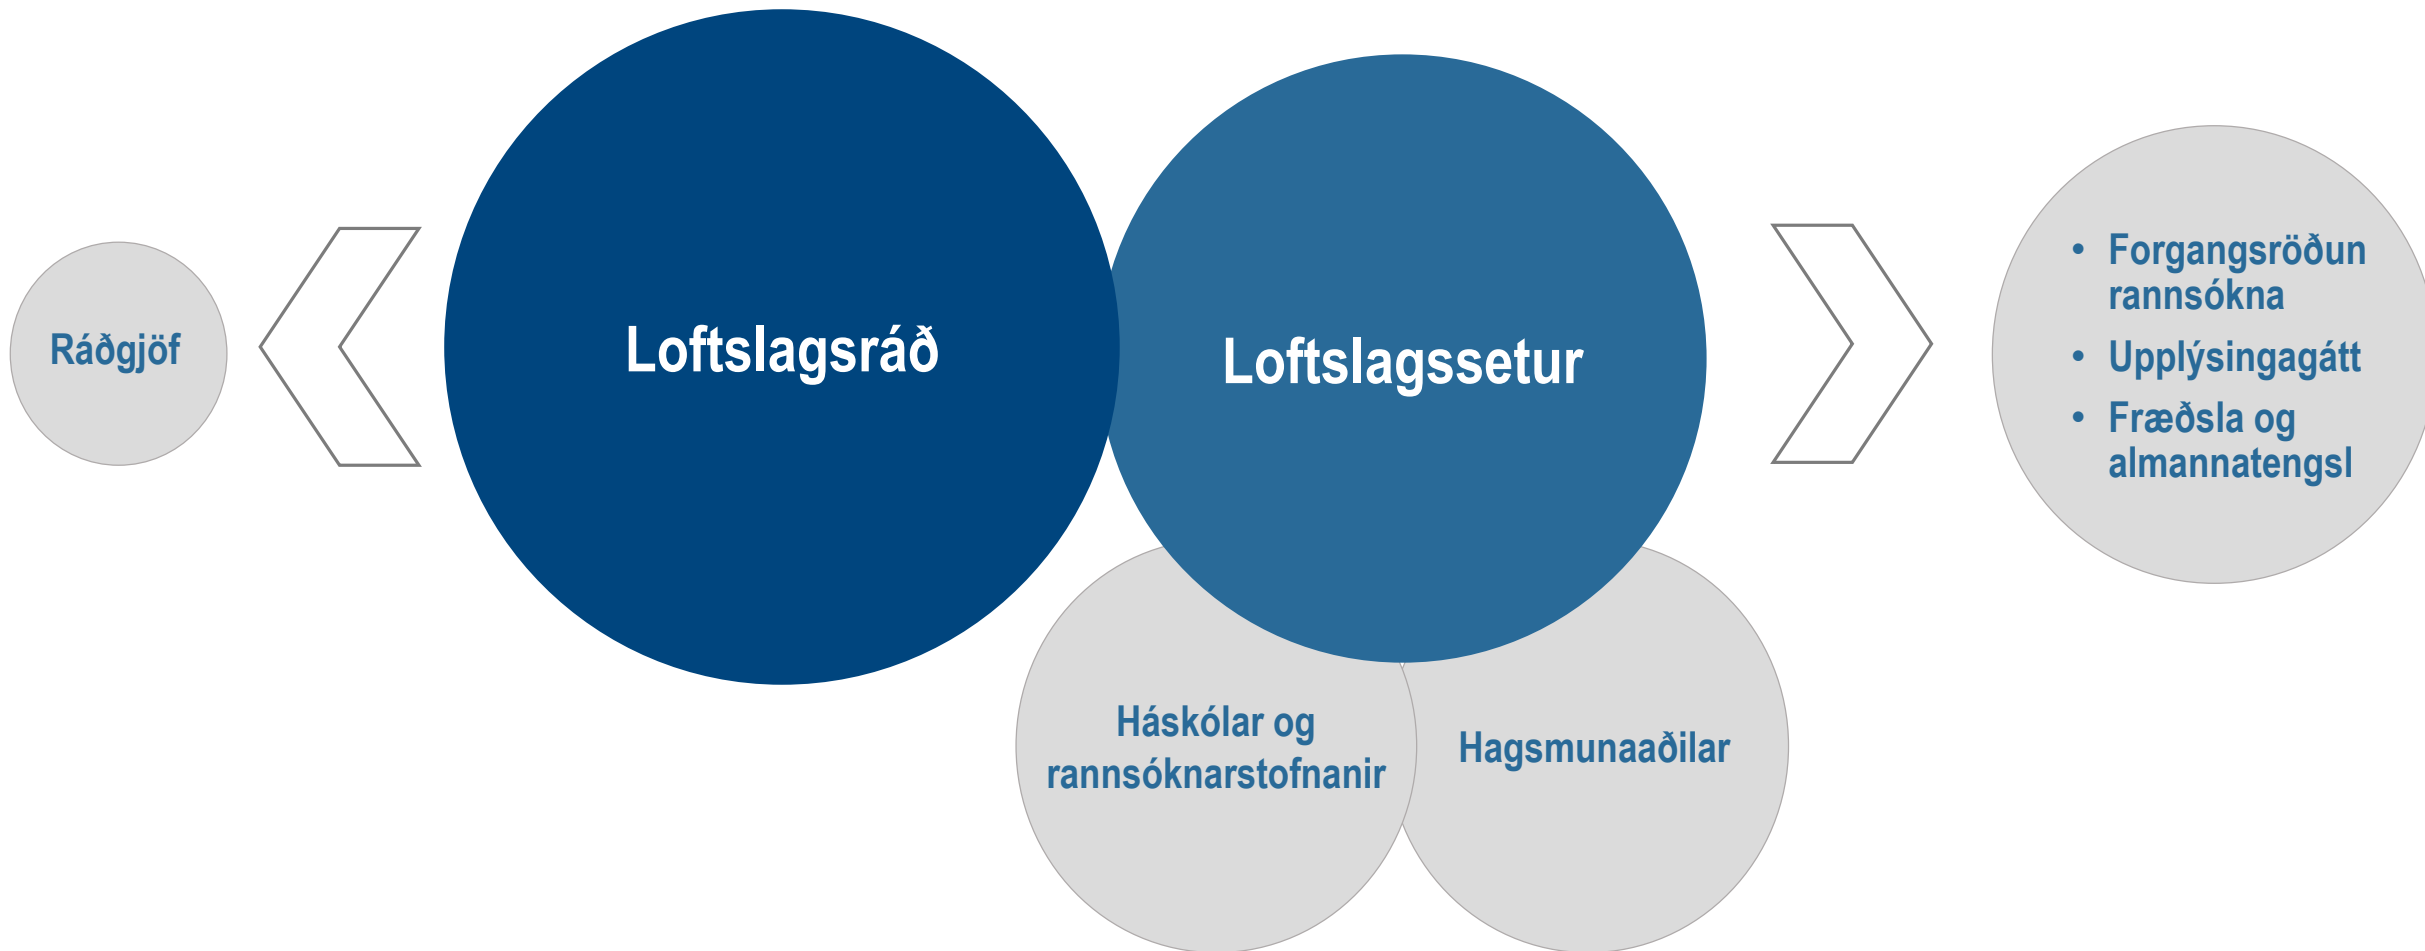 Ráðgjöf
Loftslagsráð
Loftslagssetur
• Forgangsröðun
rannsókna
• Upplýsingagátt
• Fræðsla og
almannatengsl
Háskólar og
rannsóknarstofnanir
Hagsmunaaðilar